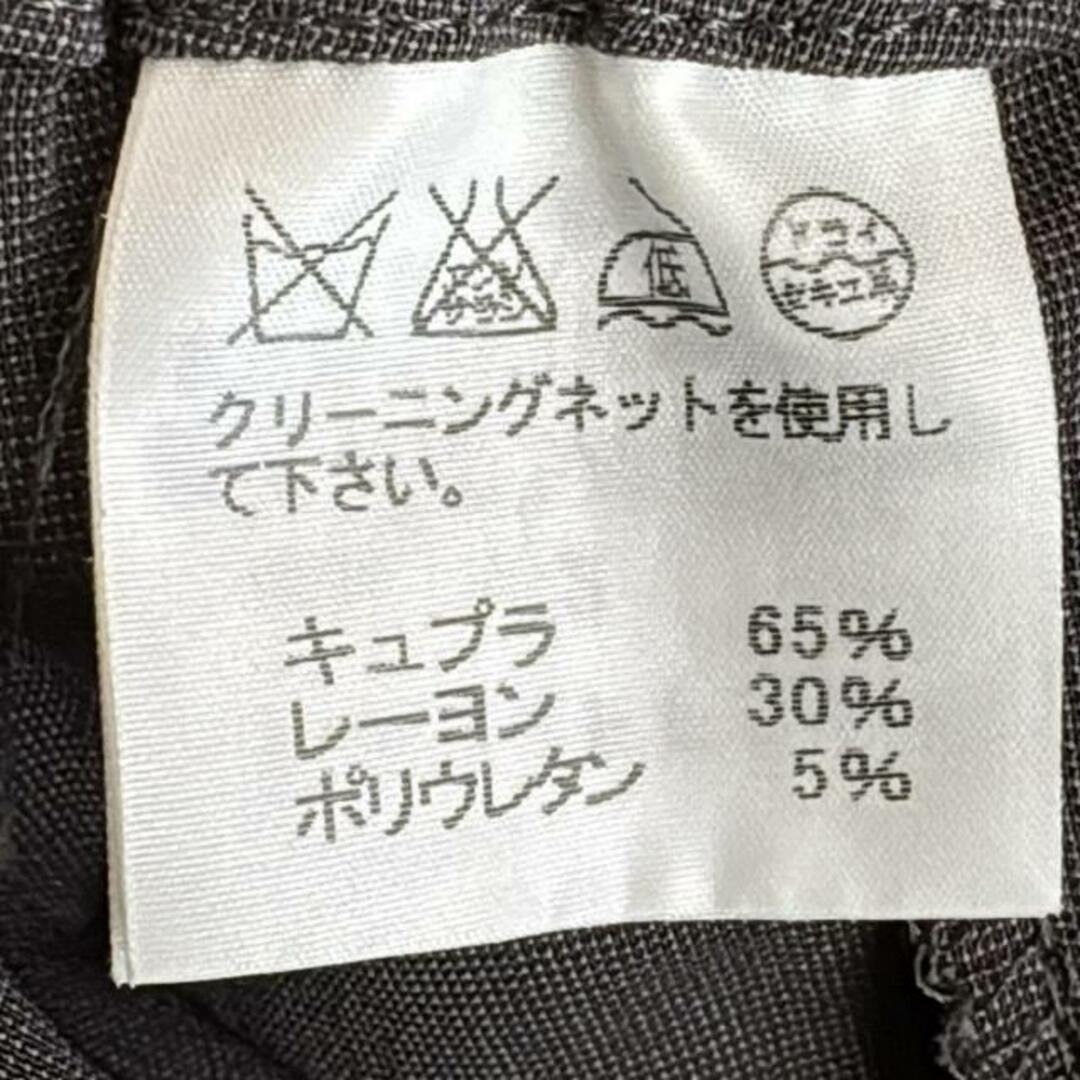 低
ドライ
セキユ系
クリーニングネットを使用し
て下さい。
キュプラ 65%
レーヨン 30%
ポリウレタン 5%